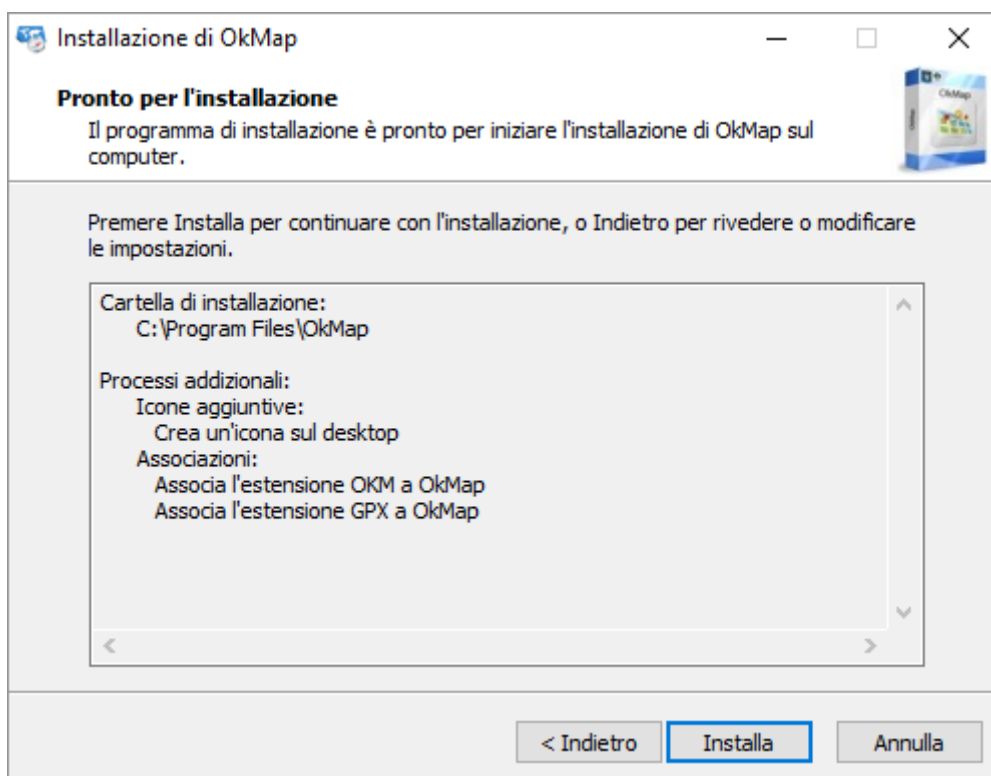 Installazione di OkMap
Pronto per l'installazione
Il programma di installazione è pronto per iniziare l'installazione di OkMap sul
computer.
OkMap
Premere Installa per continuare con l'installazione, o Indietro per rivedere o modificare
le impostazioni.
Cartella di installazione:
C:\Program Files\OkMap
Processi addizionali:
Icone aggiuntive:
Crea un'icona sul desktop
Associazioni:
Associa l'estensione OKM a OkMap
Associa l'estensione GPX a OkMap
< Indietro
Installa
Annulla